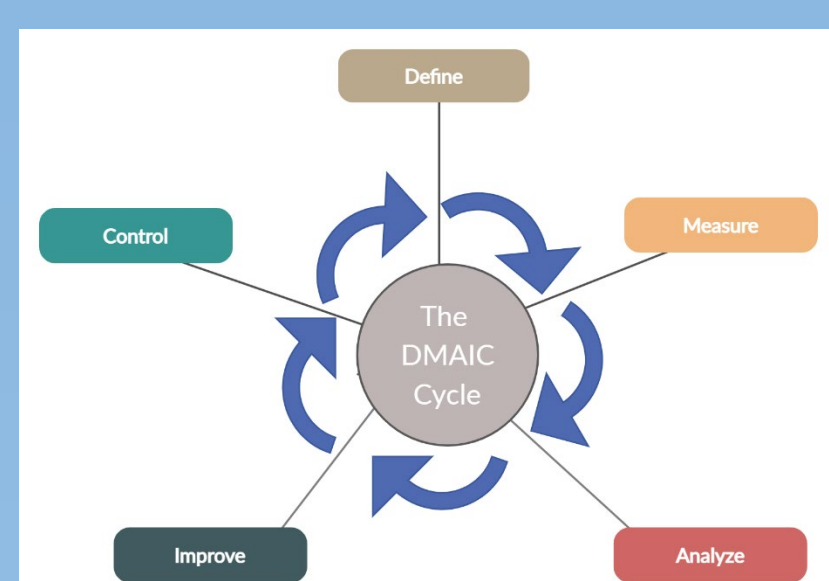 Define
Control
Measure
The
DMAIC
Cycle
Improve
Analyze